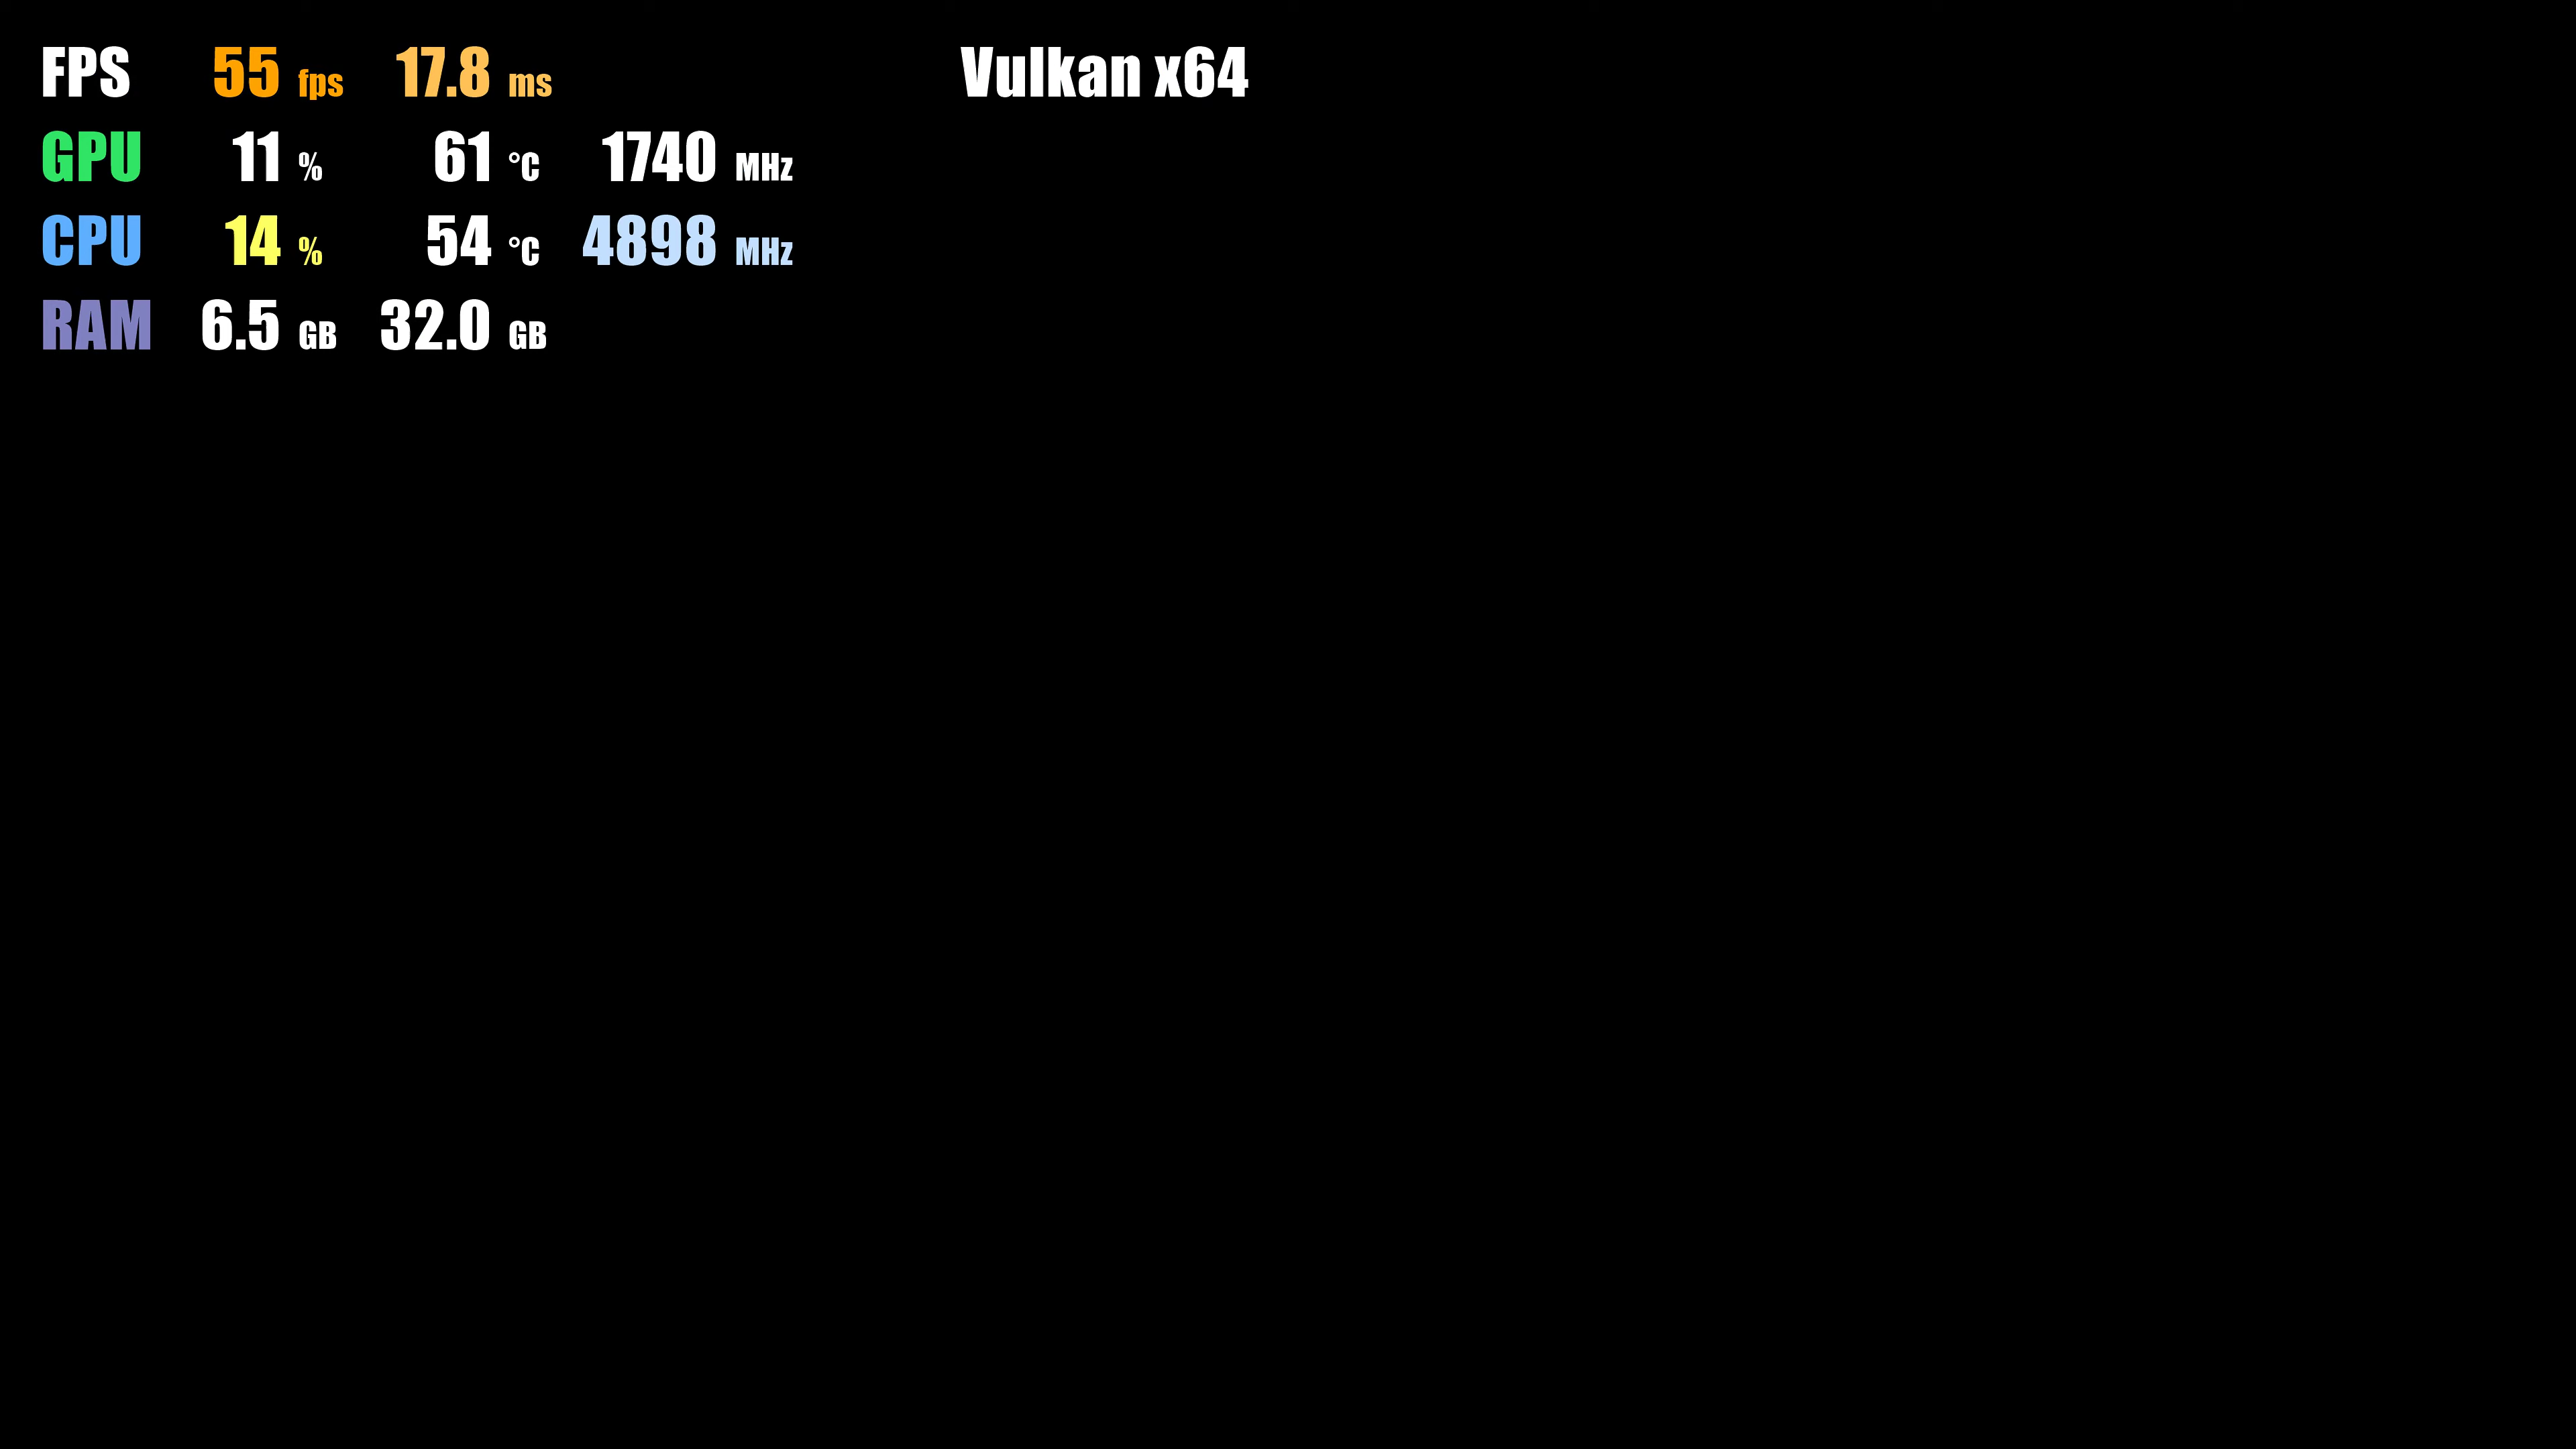 FPS 55 fps 17.8 ms Vulkan x64
GPU 11 % 61 °C 1740 MHz
CPU 14 % 54 °C 4898 MHz
RAM 6.5 GB 32.0 GB